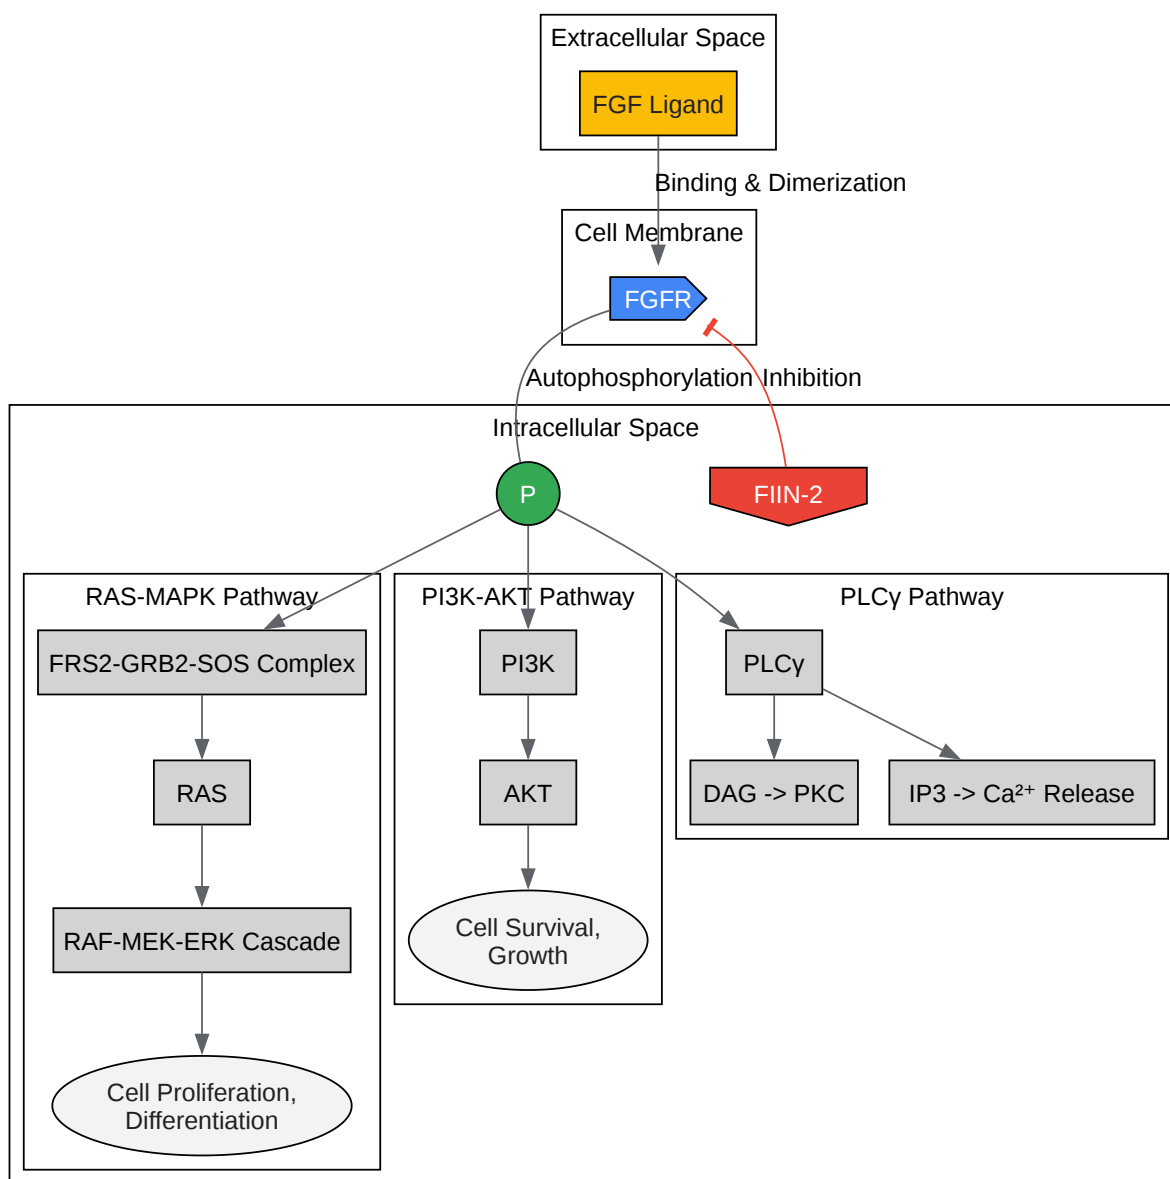 Extracellular Space
FGF Ligand
Binding & Dimerization
Cell Membrane
FGFR
Autophosphorylation
Inhibition
Intracellular Space
P
FIIN-2
RAS-MAPK Pathway
PI3K-AKT Pathway
PLCγ Pathway
FRS2-GRB2-SOS Complex
PI3K
PLCγ
RAS
AKT
DAG -> PKC
IP3 -> Ca²⁺ Release
RAF-MEK-ERK Cascade
Cell Survival,
Growth
Cell Proliferation,
Differentiation